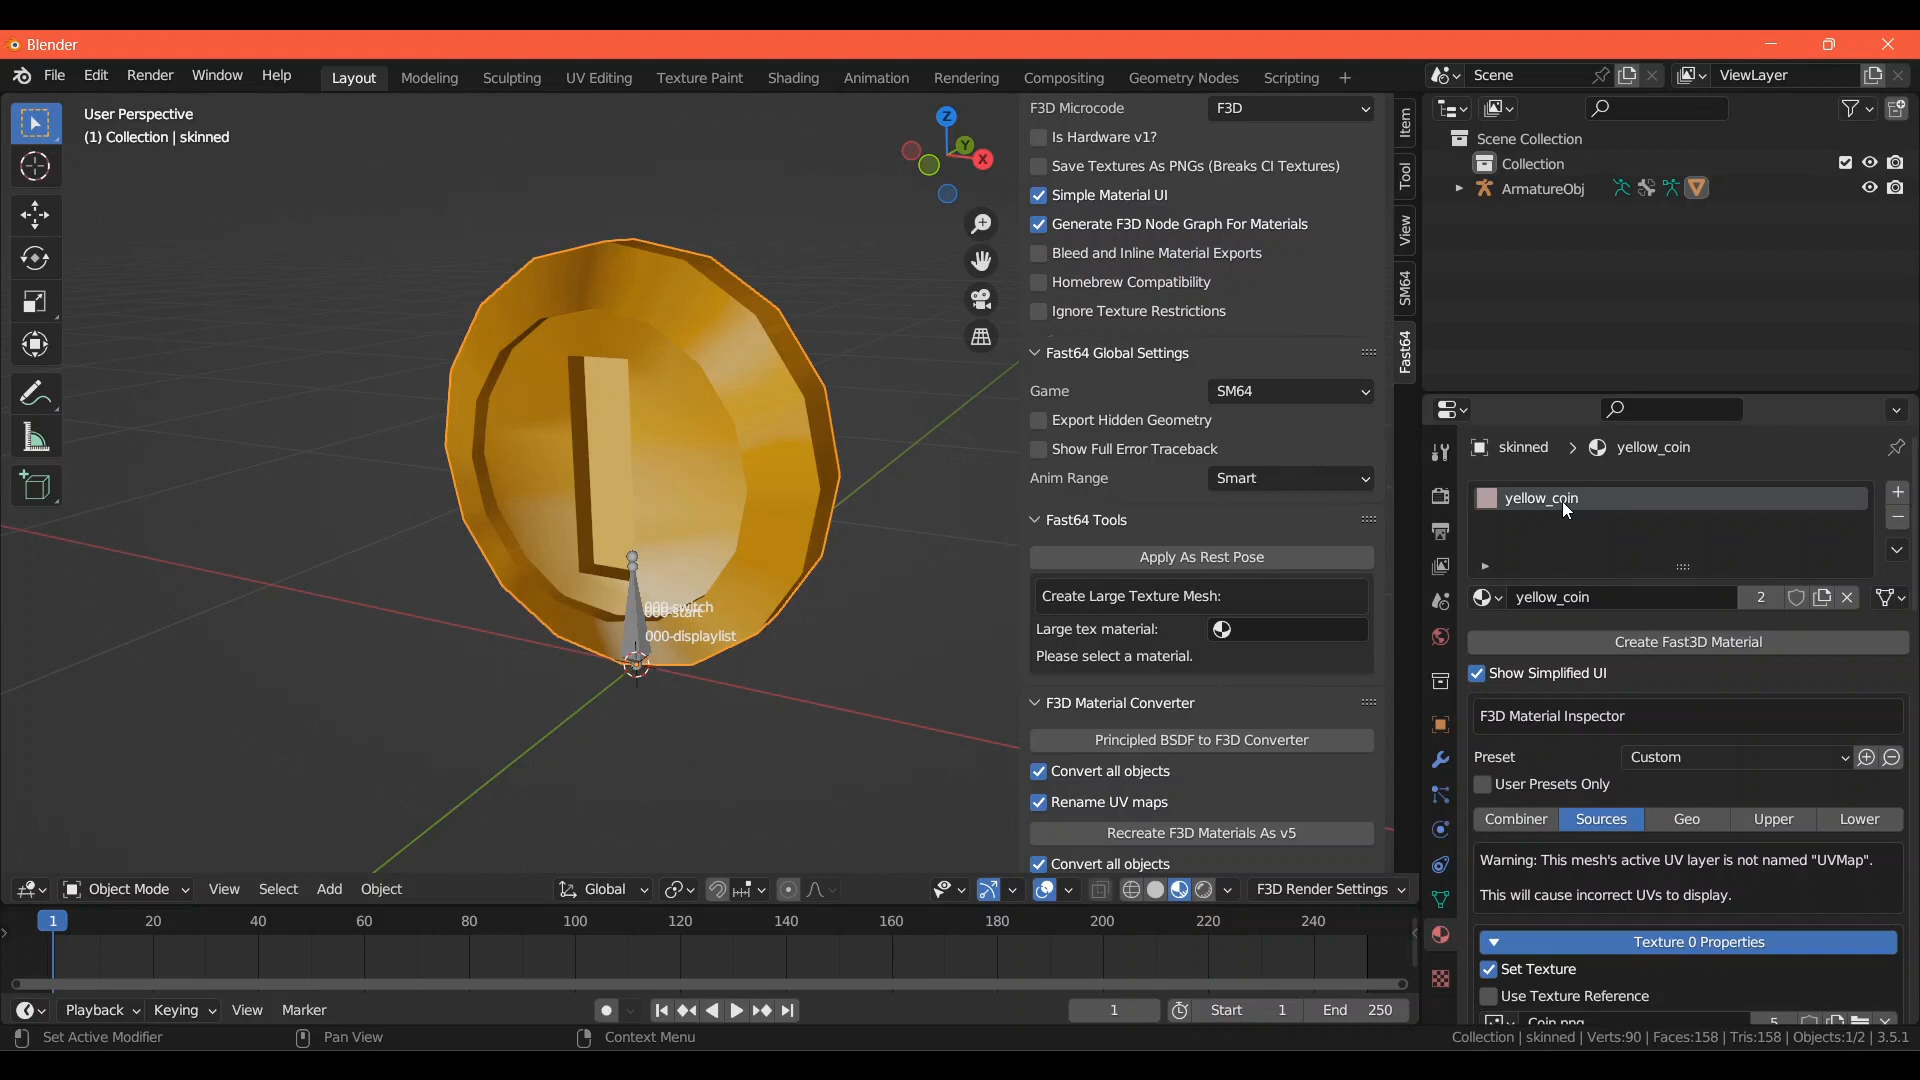 Blender
File Edit Render Window Help
Layout Modeling Sculpting UV Editing Texture Paint Shading Animation Rendering Compositing Geometry Nodes Scripting +
Scene
ViewLayer
User Perspective
(1) Collection | skinned
Z
Y
X
000-displaylist
F3D Microcode F3D
Is Hardware v1?
Save Textures As PNGs (Breaks CI Textures)
Simple Material UI
Generate F3D Node Graph For Materials
Bleed and Inline Material Exports
Homebrew Compatibility
Ignore Texture Restrictions
Fast64 Global Settings
Game SM64
Export Hidden Geometry
Show Full Error Traceback
Anim Range Smart
Fast64 Tools
Apply As Rest Pose
Create Large Texture Mesh:
Large tex material:
Please select a material.
F3D Material Converter
Principled BSDF to F3D Converter
Convert all objects
Rename UV maps
Recreate F3D Materials As v5
Convert all objects
Item
Tool
View
SM64
Fast64
Scene Collection
Collection
ArmatureObj
skinned > yellow_coin
yellow_coin
yellow_coin 2
Create Fast3D Material
Show Simplified UI
F3D Material Inspector
Preset Custom
User Presets Only
Combiner Sources Geo Upper Lower
Warning: This mesh's active UV layer is not named "UVMap".
This will cause incorrect UVs to display.
Texture 0 Properties
Set Texture
Use Texture Reference
Coin.png 5
Object Mode View Select Add Object
Global
F3D Render Settings
1 20 40 60 80 100 120 140 160 180 200 220 240
Playback Keying View Marker
1 Start 1 End 250
Set Active Modifier Pan View Context Menu
Collection | skinned | Verts:90 | Faces:158 | Tris:158 | Objects:1/2 | 3.5.1